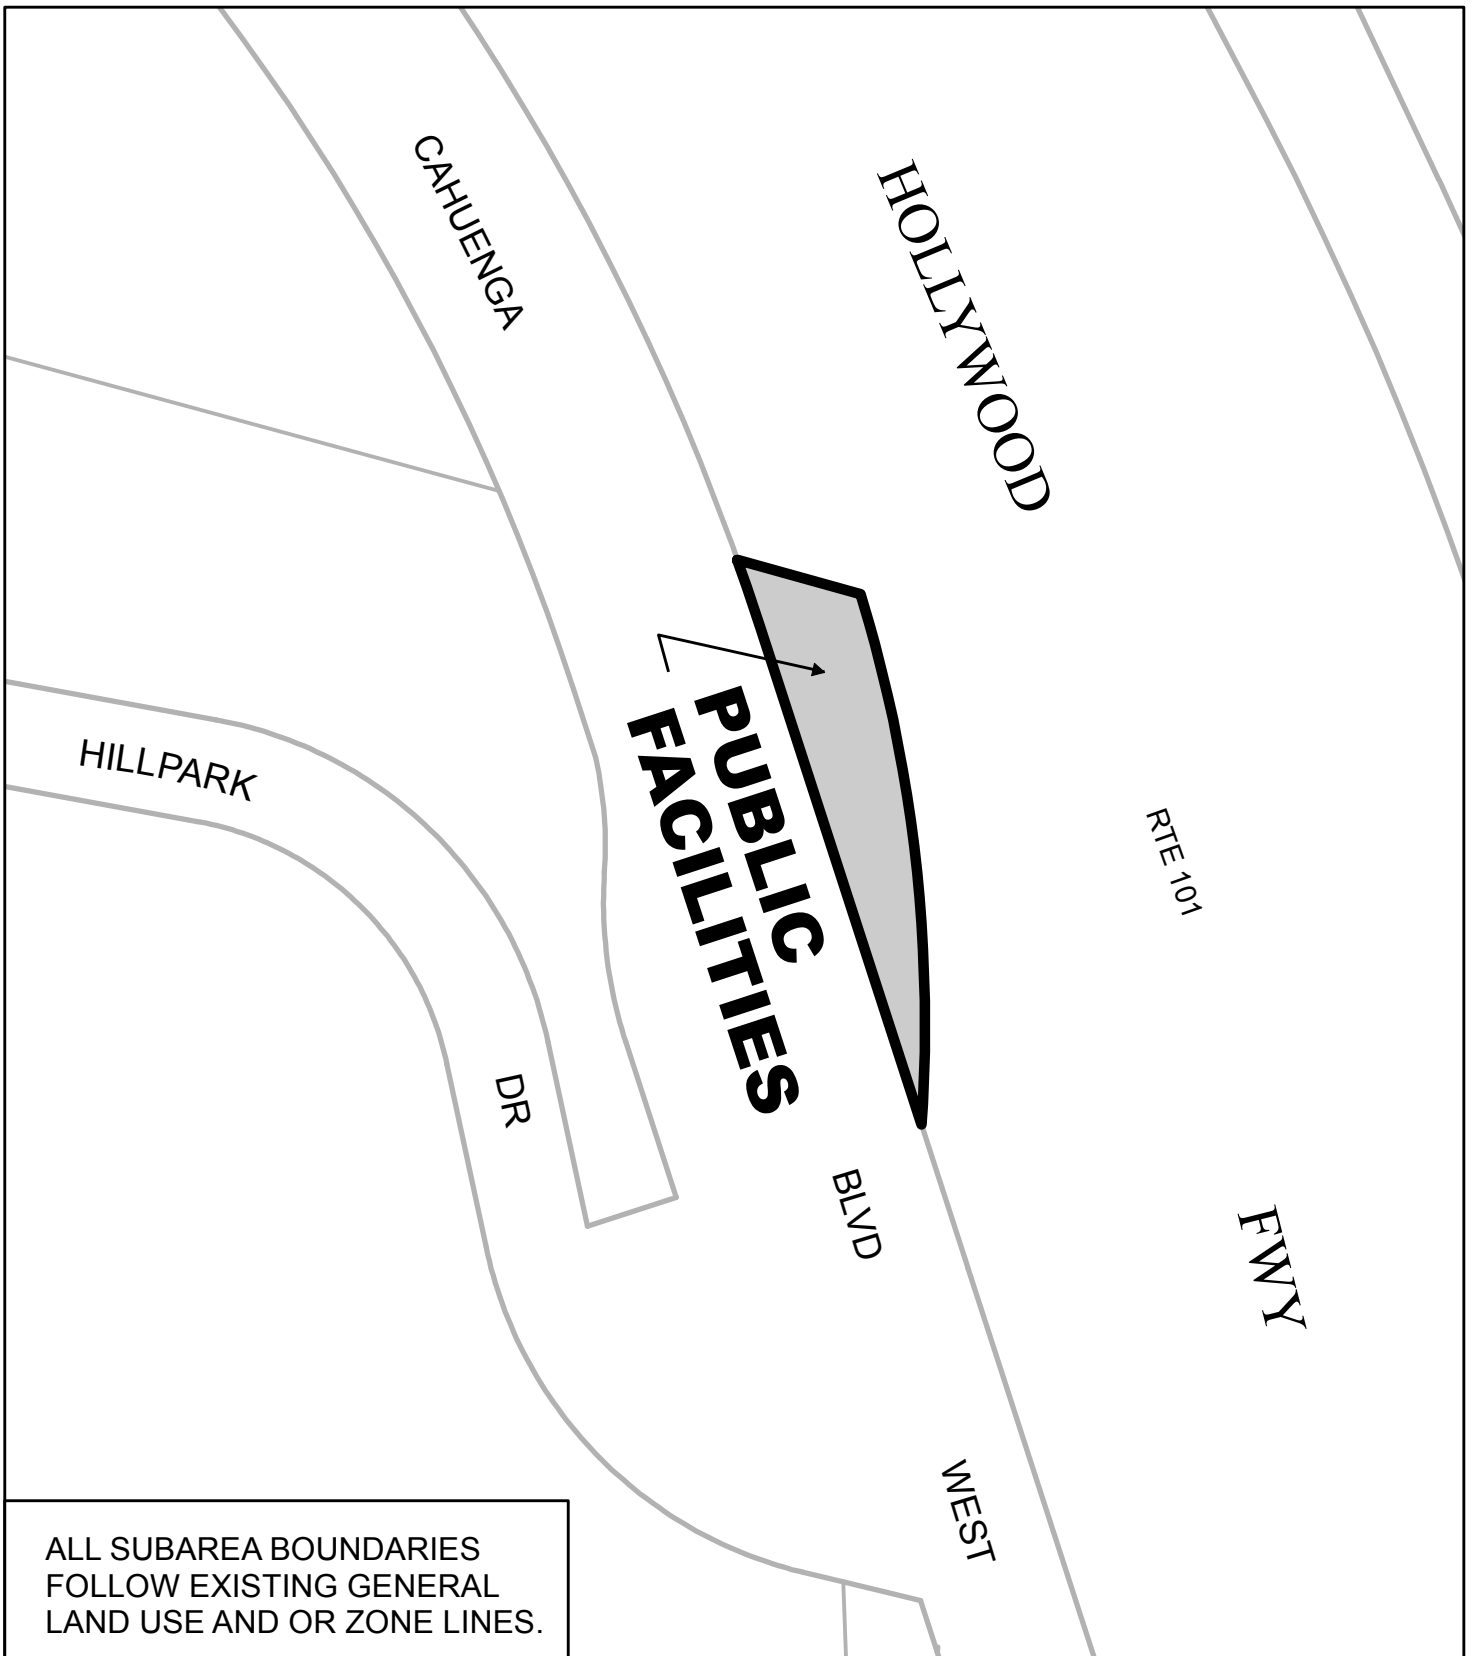 CAHUENGA
HOLLYWOOD
HILLPARK
PUBLIC
FACILITIES
RTE 101
DR
BLVD
FWY
WEST
ALL SUBAREA BOUNDARIES
FOLLOW EXISTING GENERAL
LAND USE AND OR ZONE LINES.